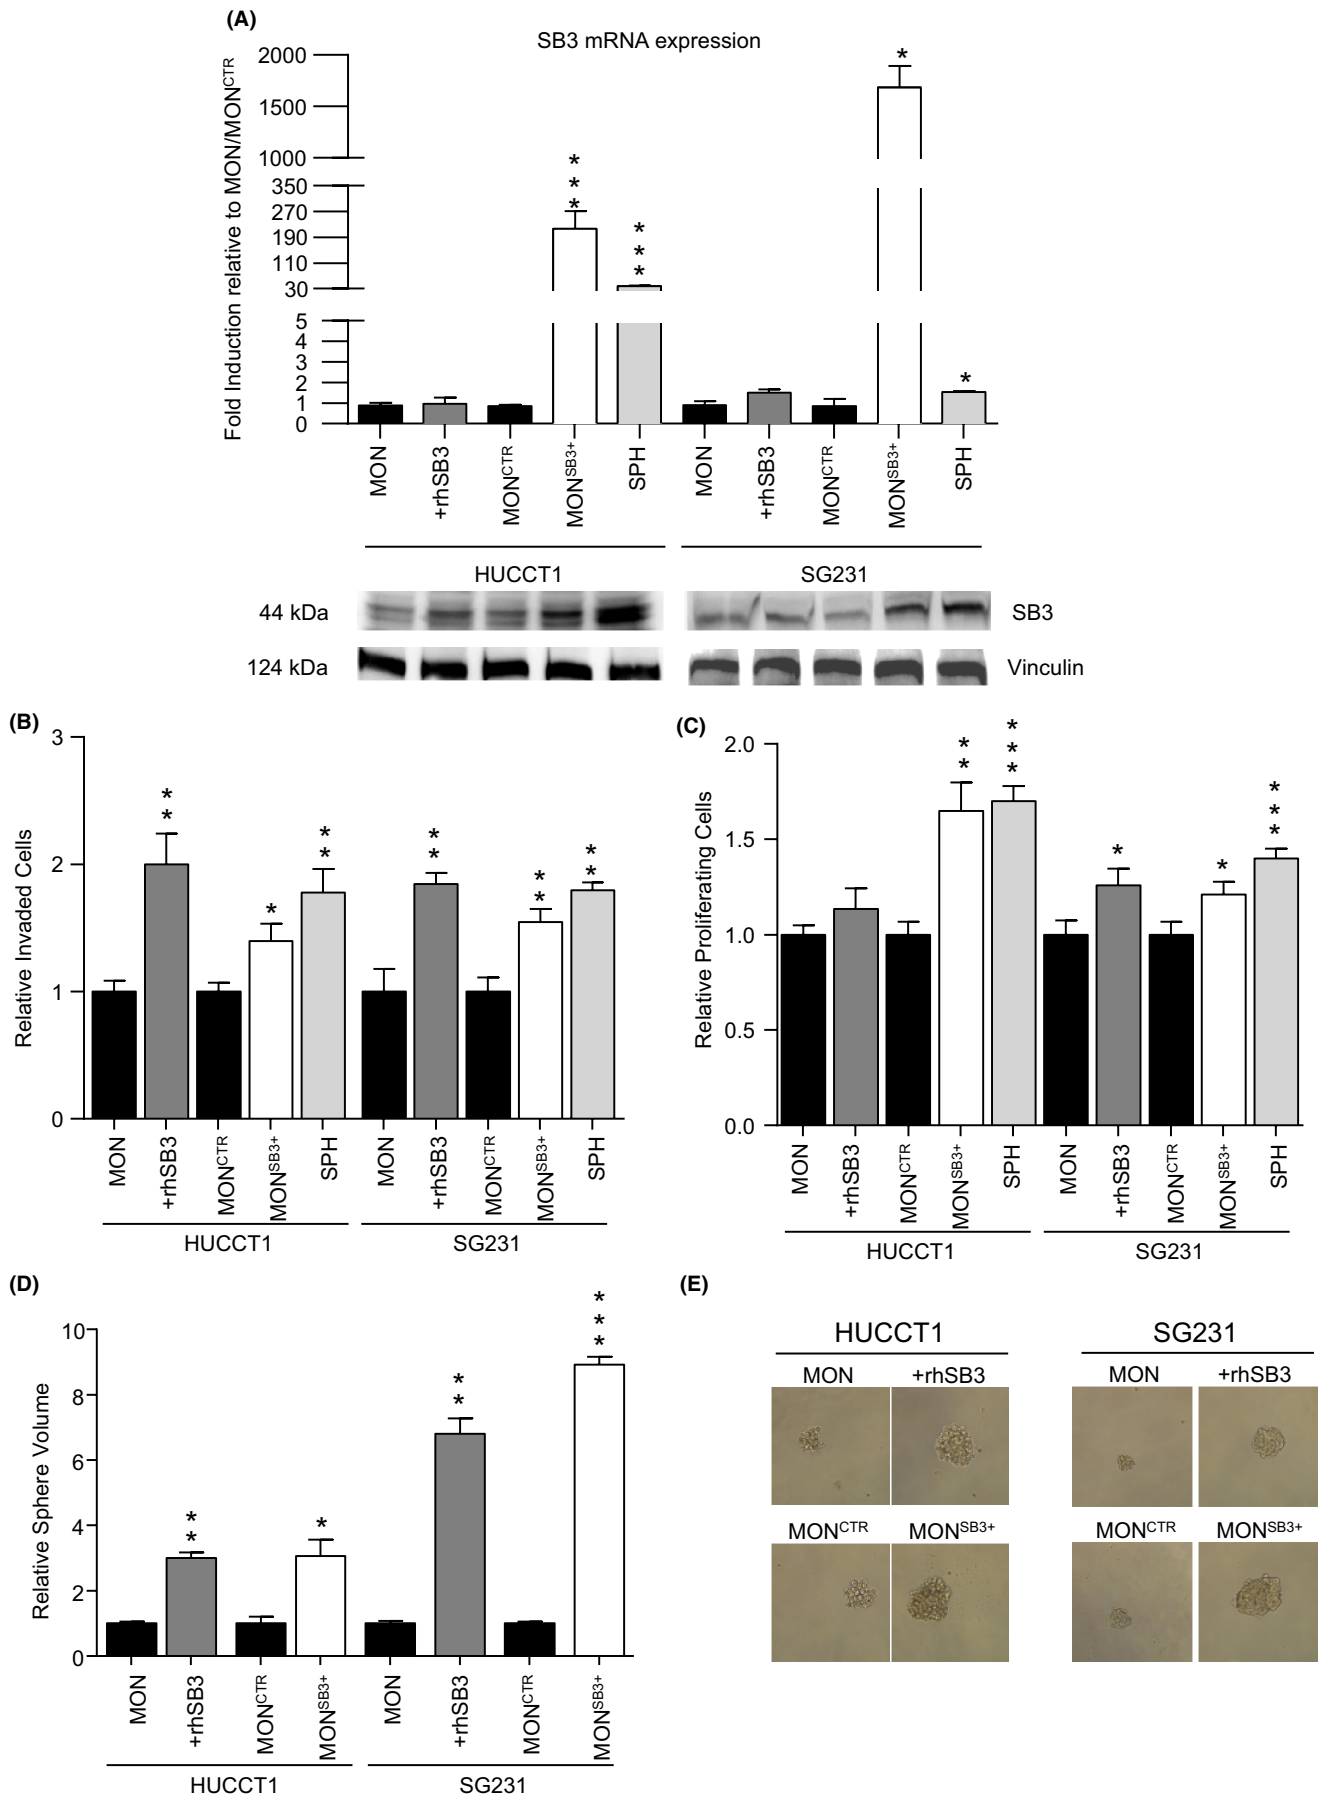 (A)
SB3 mRNA expression
Fold Induction relative to MON/MON^CTR
2000
1500
1000
350
270
190
110
30
5
4
3
2
1
0
* * *
* * *
*
*
MON
+rhSB3
MON^CTR
MON^SB3+
SPH
MON
+rhSB3
MON^CTR
MON^SB3+
SPH
HUCCT1
SG231
44 kDa
SB3
124 kDa
Vinculin
(B)
Relative Invaded Cells
3
2
1
0
* *
*
* *
* *
* *
* *
MON
+rhSB3
MON^CTR
MON^SB3+
SPH
MON
+rhSB3
MON^CTR
MON^SB3+
SPH
HUCCT1
SG231
(C)
Relative Proliferating Cells
2.0
1.5
1.0
0.5
0.0
* *
* * *
*
*
* * *
MON
+rhSB3
MON^CTR
MON^SB3+
SPH
MON
+rhSB3
MON^CTR
MON^SB3+
SPH
HUCCT1
SG231
(D)
Relative Sphere Volume
10
8
6
4
2
0
* *
*
* *
* * *
MON
+rhSB3
MON^CTR
MON^SB3+
MON
+rhSB3
MON^CTR
MON^SB3+
HUCCT1
SG231
(E)
HUCCT1
SG231
MON
+rhSB3
MON
+rhSB3
MON^CTR
MON^SB3+
MON^CTR
MON^SB3+